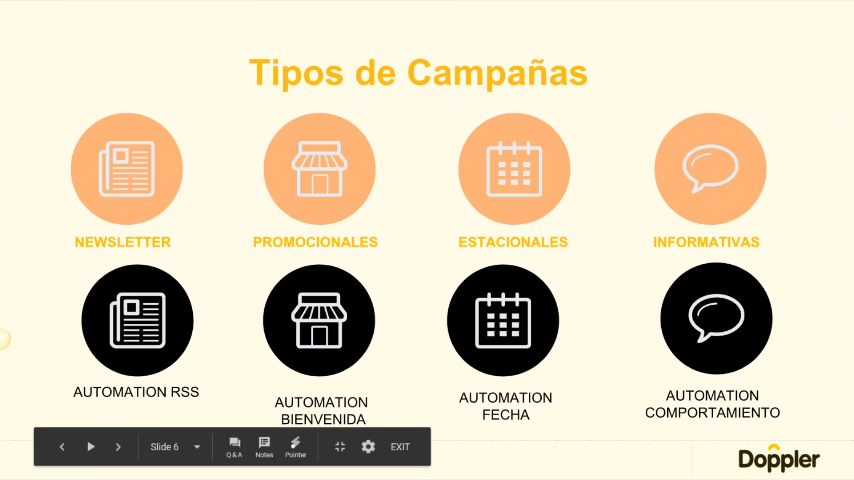 Tipos de Campañas
NEWSLETTER
PROMOCIONALES
ESTACIONALES
INFORMATIVAS
AUTOMATION RSS
AUTOMATION
BIENVENIDA
AUTOMATION
FECHA
AUTOMATION
COMPORTAMIENTO
Slide 6
Q & A
Notes
Pointer
EXIT
Doppler